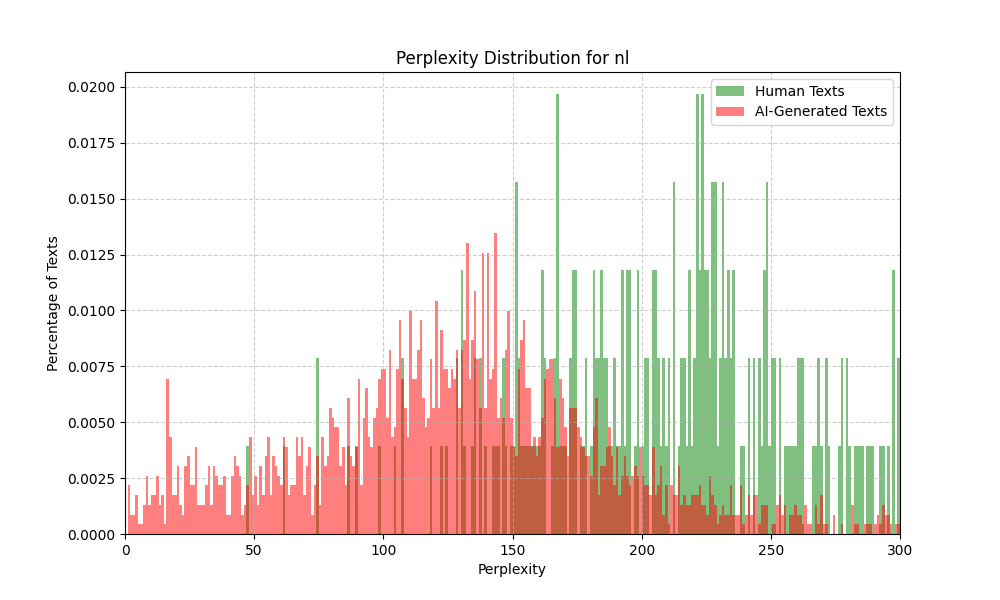 Perplexity Distribution for nl
Human Texts
AI-Generated Texts
Percentage of Texts
0.0200
0.0175
0.0150
0.0125
0.0100
0.0075
0.0050
0.0025
0.0000
0 50 100 150 200 250 300
Perplexity